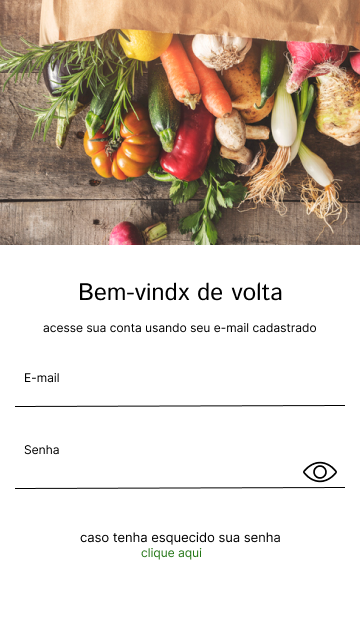 Bem-vindx de volta
acesse sua conta usando seu e-mail cadastrado
E-mail
Senha
caso tenha esquecido sua senha
clique aqui